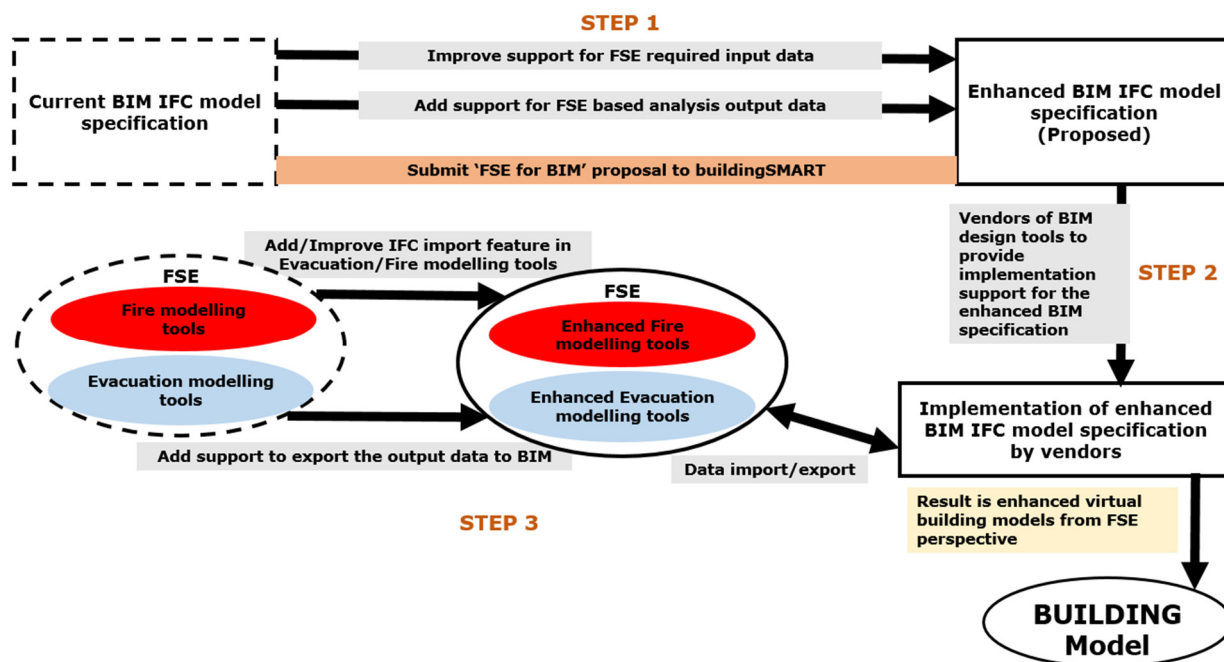 STEP 1
Improve support for FSE required input data
Current BIM IFC model
specification
Add support for FSE based analysis output data
Enhanced BIM IFC model
specification
(Proposed)
Submit ‘FSE for BIM’ proposal to buildingSMART
Vendors of BIM
design tools to
provide
implementation
support for the
enhanced BIM
specification
STEP 2
Add/Improve IFC import feature in
Evacuation/Fire modelling tools
FSE
Fire modelling
tools
Evacuation modelling
tools
FSE
Enhanced Fire
modelling tools
Enhanced Evacuation
modelling tools
Add support to export the output data to BIM
Data import/export
Implementation of enhanced
BIM IFC model specification
by vendors
STEP 3
Result is enhanced virtual
building models from FSE
perspective
BUILDING
Model